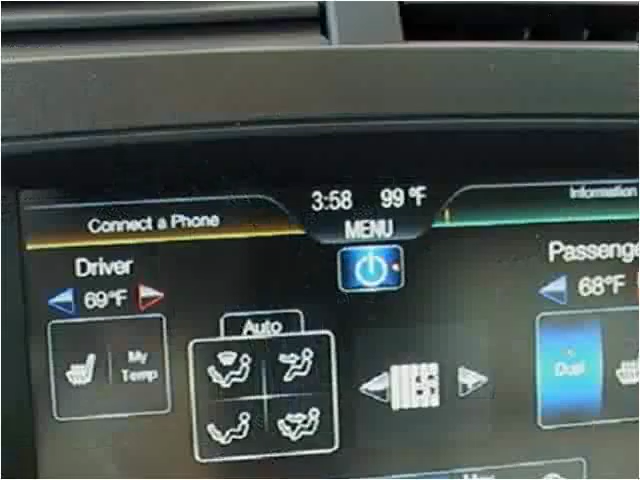 3:58 99°F
Information
Connect a Phone
MENU
Driver
Passenge
69°F
68°F
Auto
My
Temp
Dual